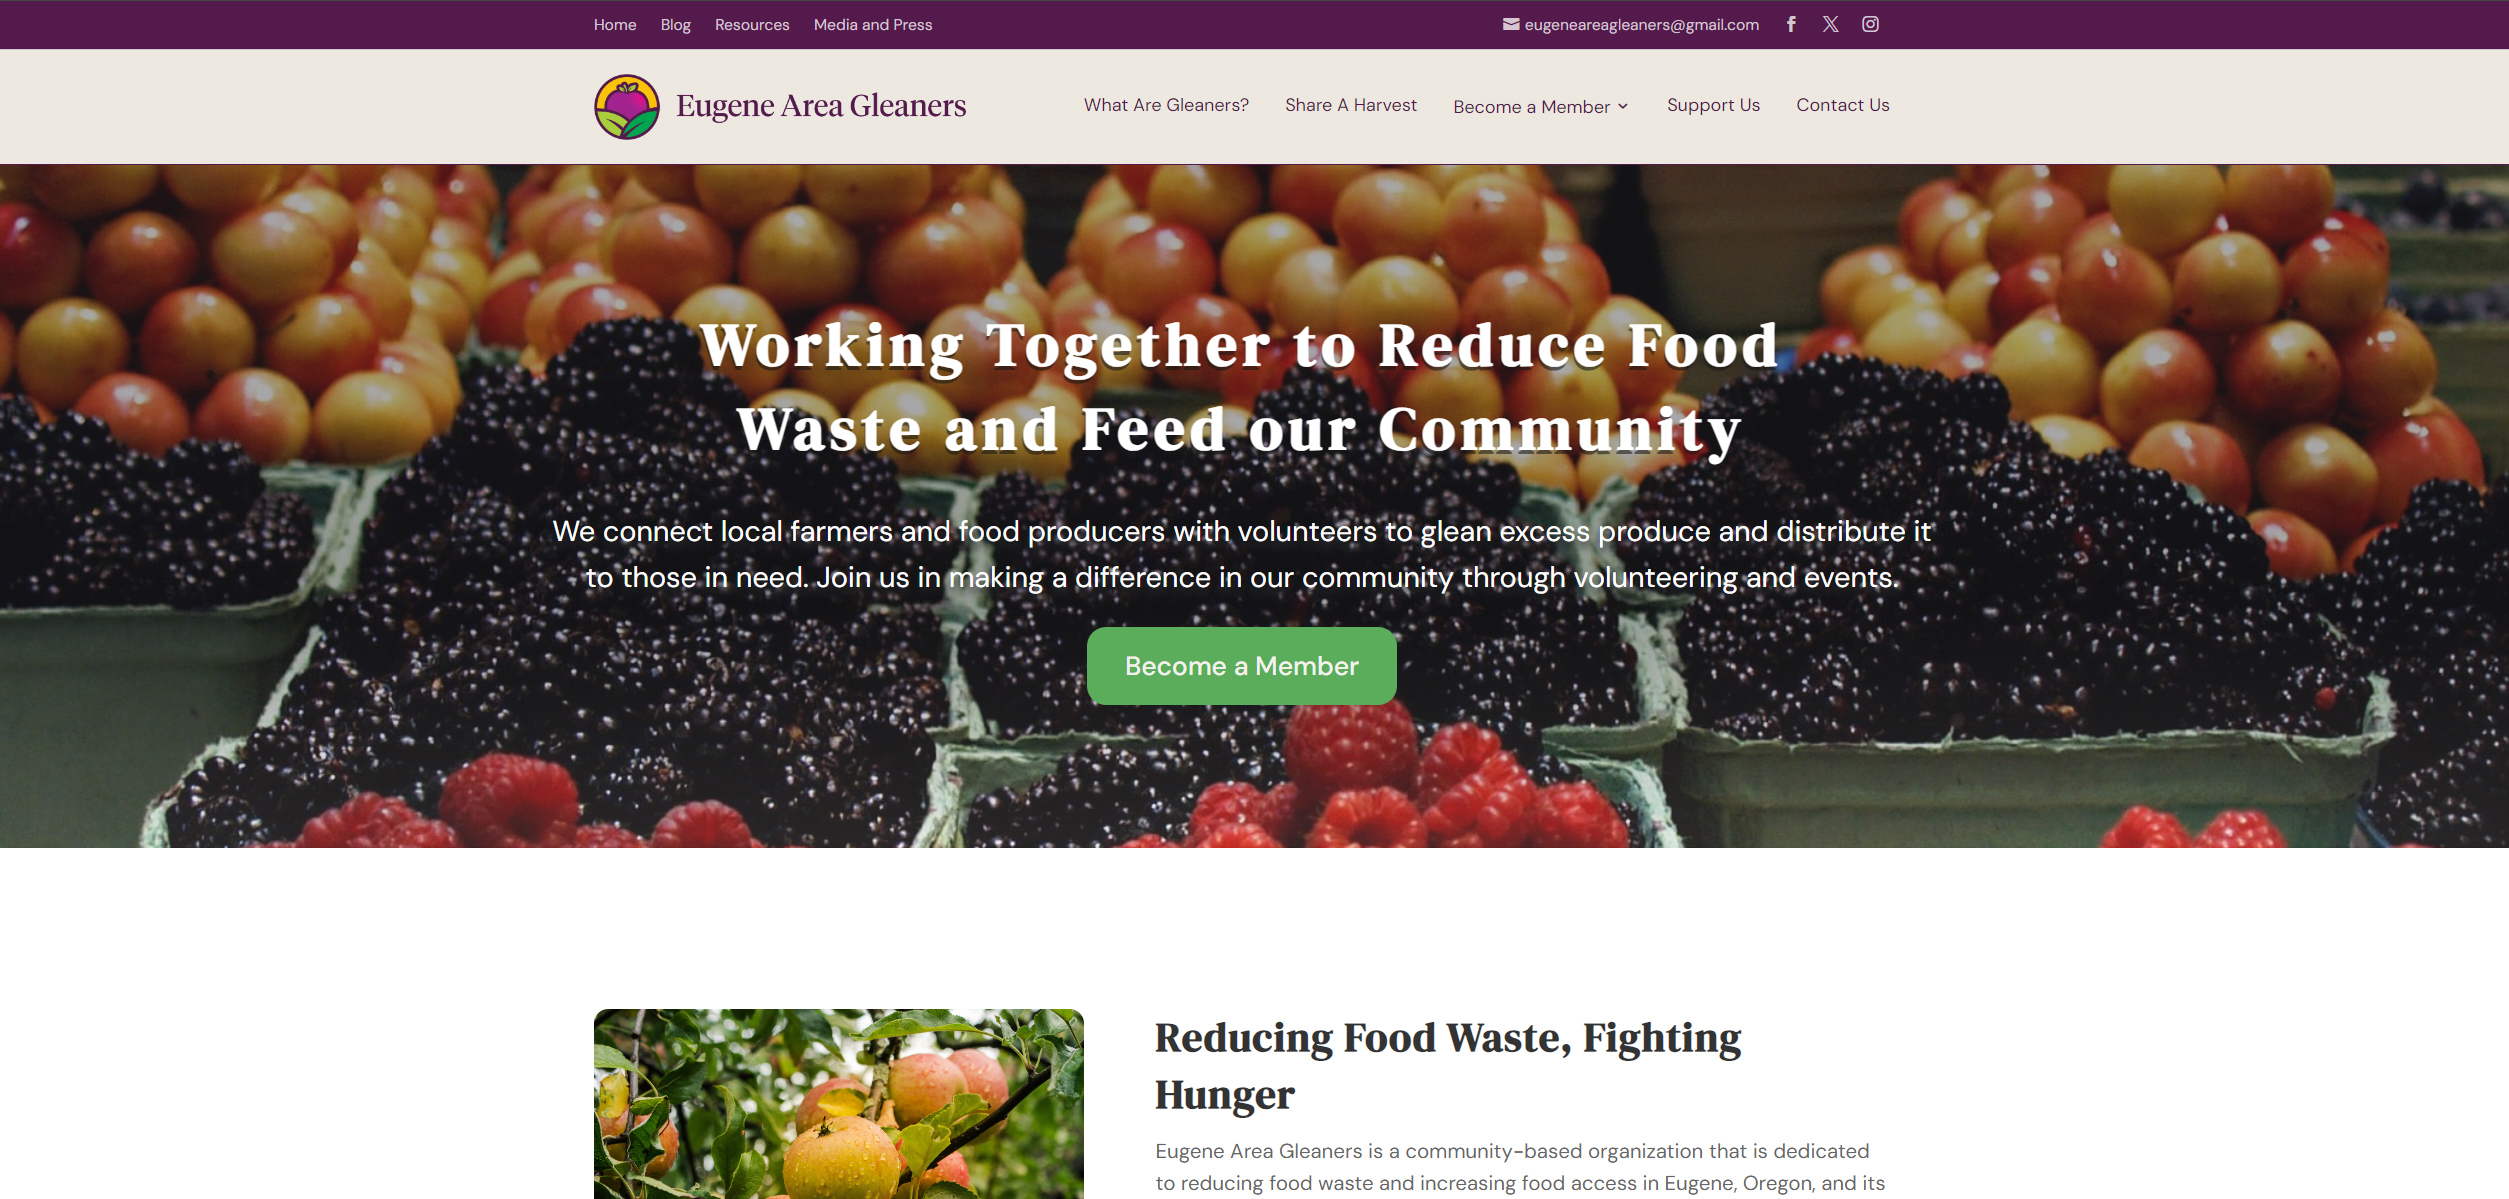 Home Blog Resources Media and Press eugeneareagleaners@gmail.com
Eugene Area Gleaners What Are Gleaners? Share A Harvest Become a Member Support Us Contact Us
Working Together to Reduce Food
Waste and Feed our Community
We connect local farmers and food producers with volunteers to glean excess produce and distribute it
to those in need. Join us in making a difference in our community through volunteering and events.
Become a Member
Reducing Food Waste, Fighting
Hunger
Eugene Area Gleaners is a community-based organization that is dedicated
to reducing food waste and increasing food access in Eugene, Oregon, and its